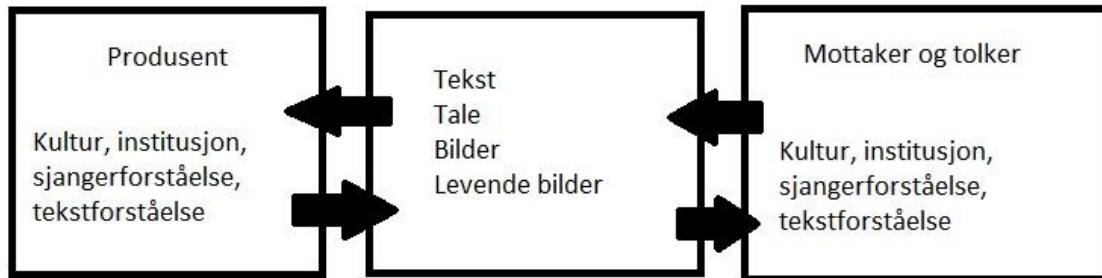 Produsent
Kultur, institusjon,
sjangerforståelse,
tekstforståelse
Tekst
Tale
Bilder
Levende bilder
Mottaker og tolker
Kultur, institusjon,
sjangerforståelse,
tekstforståelse